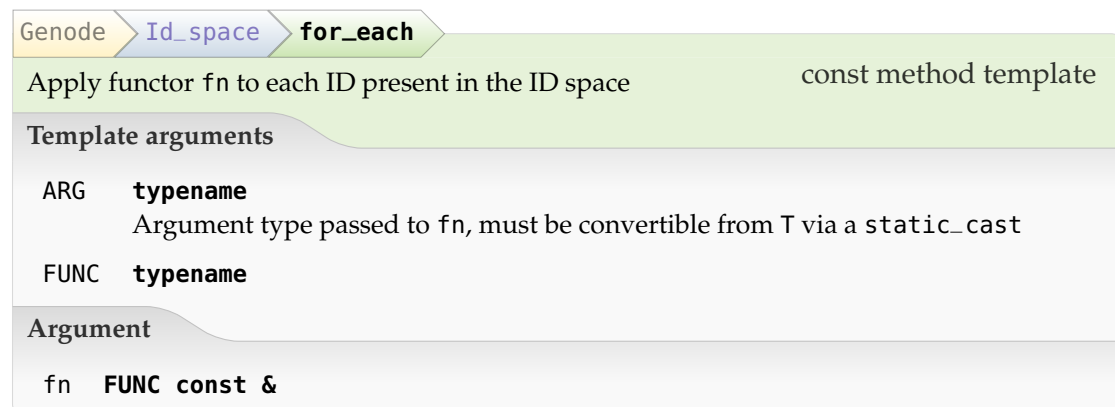 Genode Id_space for_each
Apply functor fn to each ID present in the ID space const method template
Template arguments
ARG typename
Argument type passed to fn, must be convertible from T via a static_cast
FUNC typename
Argument
fn FUNC const &